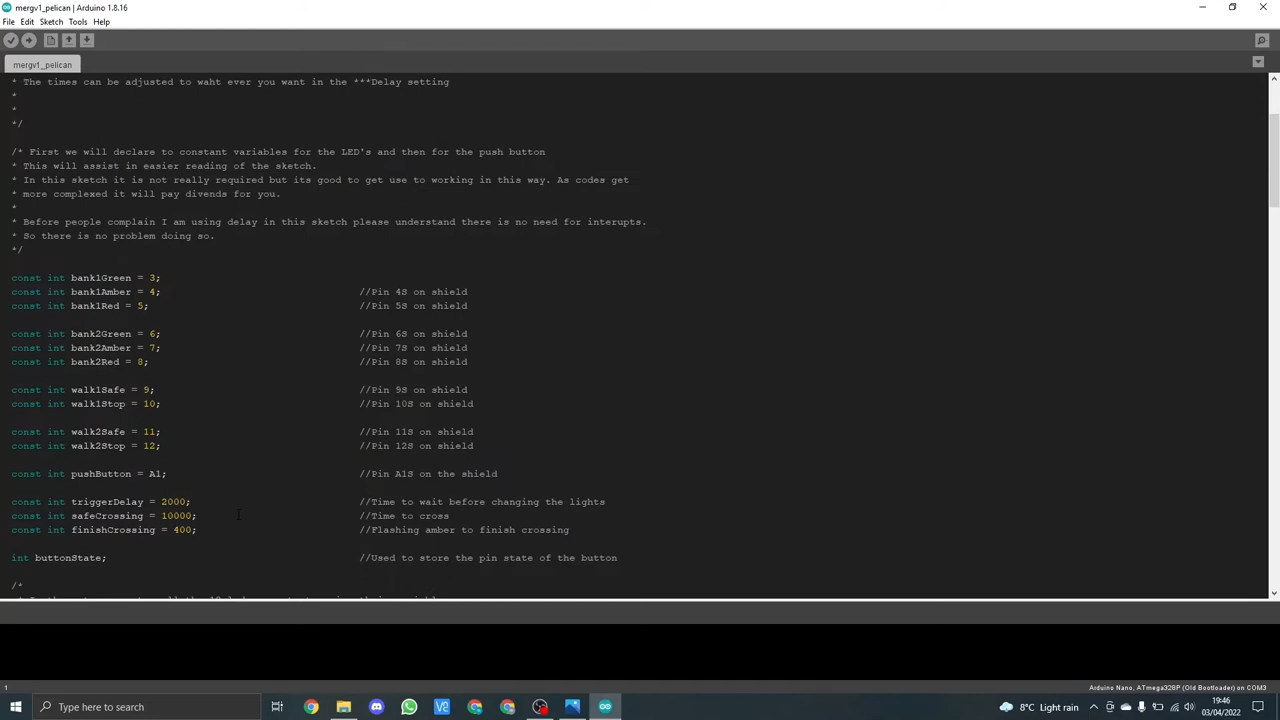 mergv1_pelican | Arduino 1.8.16
File Edit Sketch Tools Help
mergv1_pelican
* The times can be adjusted to waht ever you want in the ***Delay setting
*
*
*/
/* First we will declare to constant variables for the LED's and then for the push button
* This will assist in easier reading of the sketch.
* In this sketch it is not really required but its good to get use to working in this way. As codes get
* more complexed it will pay divends for you.
*
* Before people complain I am using delay in this sketch please understand there is no need for interupts.
* So there is no problem doing so.
*/
const int bank1Green = 3;
const int bank1Amber = 4; //Pin 4S on shield
const int bank1Red = 5; //Pin 5S on shield
const int bank2Green = 6; //Pin 6S on shield
const int bank2Amber = 7; //Pin 7S on shield
const int bank2Red = 8; //Pin 8S on shield
const int walk1Safe = 9; //Pin 9S on shield
const int walk1Stop = 10; //Pin 10S on shield
const int walk2Safe = 11; //Pin 11S on shield
const int walk2Stop = 12; //Pin 12S on shield
const int pushButton = A1; //Pin A1S on the shield
const int triggerDelay = 2000; //Time to wait before changing the lights
const int safeCrossing = 10000; //Time to cross
const int finishCrossing = 400; //Flashing amber to finish crossing
int buttonState; //Used to store the pin state of the button
/*
1
Arduino Nano, ATmega328P (Old Bootloader) on COM3
Type here to search
8°C Light rain
19:46
03/04/2022